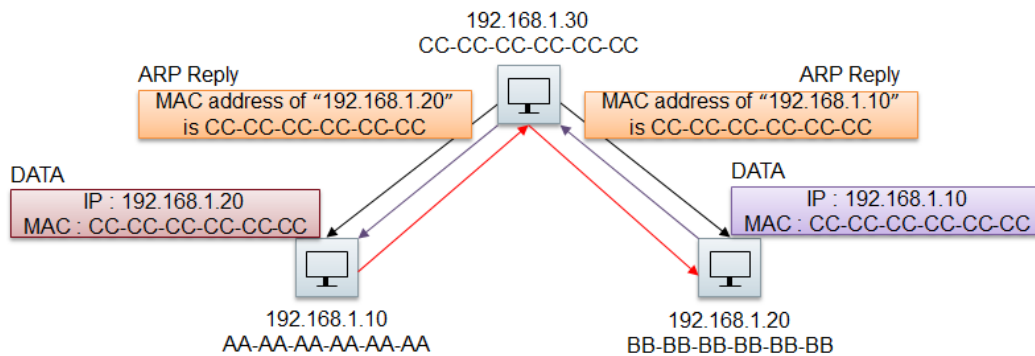 192.168.1.30
CC-CC-CC-CC-CC-CC
ARP Reply
MAC address of “192.168.1.20”
is CC-CC-CC-CC-CC-CC
ARP Reply
MAC address of “192.168.1.10”
is CC-CC-CC-CC-CC-CC
DATA
IP : 192.168.1.20
MAC : CC-CC-CC-CC-CC-CC
DATA
IP : 192.168.1.10
MAC : CC-CC-CC-CC-CC-CC
192.168.1.10
AA-AA-AA-AA-AA-AA
192.168.1.20
BB-BB-BB-BB-BB-BB